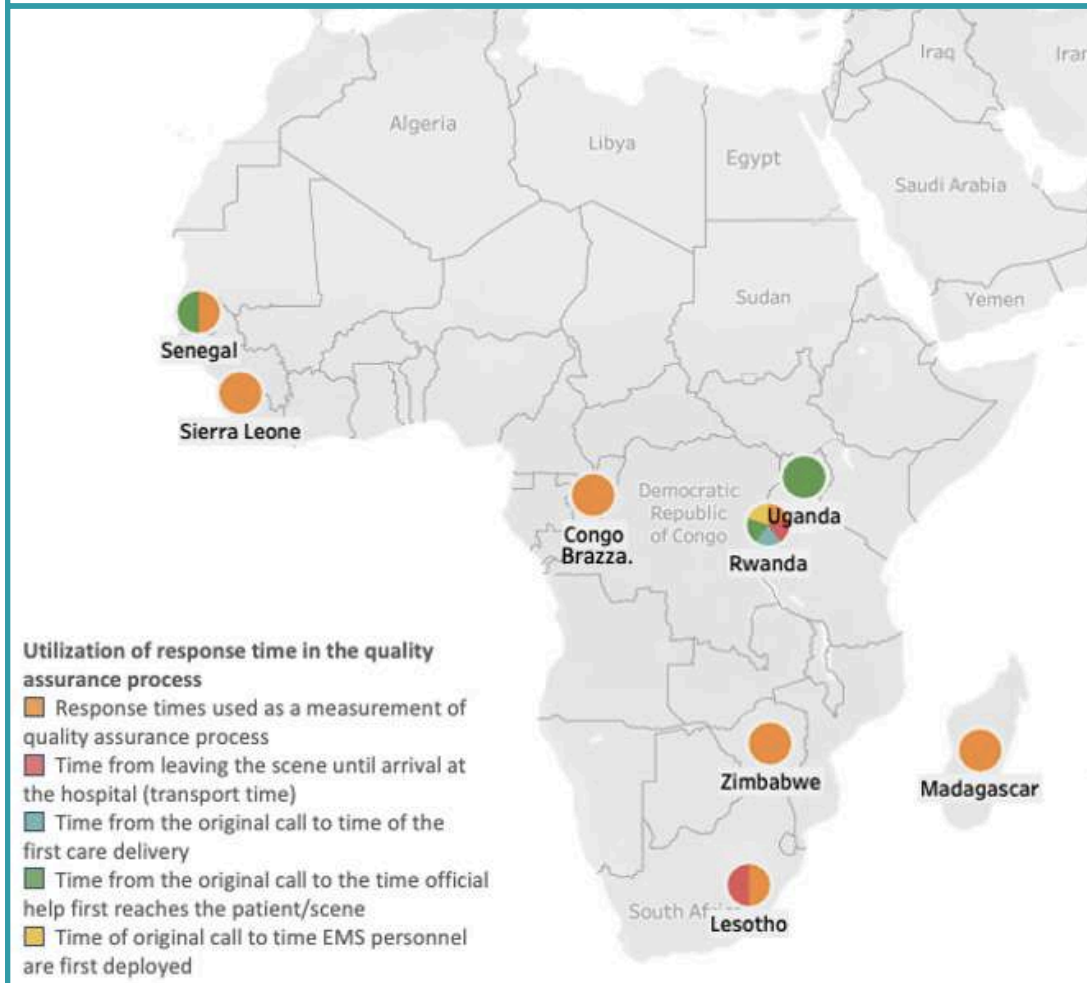 Iraq
Iran
Algeria
Libya
Egypt
Saudi Arabia
Sudan
Yemen
Senegal
Sierra Leone
Democratic
Republic
of Congo
Uganda
Congo
Brazza.
Rwanda
Utilization of response time in the quality
assurance process
Response times used as a measurement of
quality assurance process
Time from leaving the scene until arrival at
the hospital (transport time)
Time from the original call to time of the
first care delivery
Time from the original call to the time official
help first reaches the patient/scene
Time of original call to time EMS personnel
are first deployed
Zimbabwe
Madagascar
South Africa
Lesotho